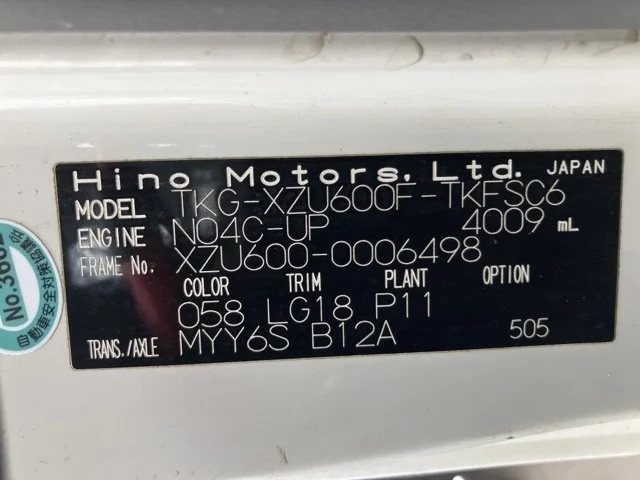 Hino Motors, Ltd. JAPAN
MODEL TKG-XZU600F-TKFSC6
ENGINE N04C-UP 4009 mL
FRAME No. XZU600-0006498
COLOR TRIM PLANT OPTION
058 LG18 P11
TRANS./AXLE MYY6S B12A 505